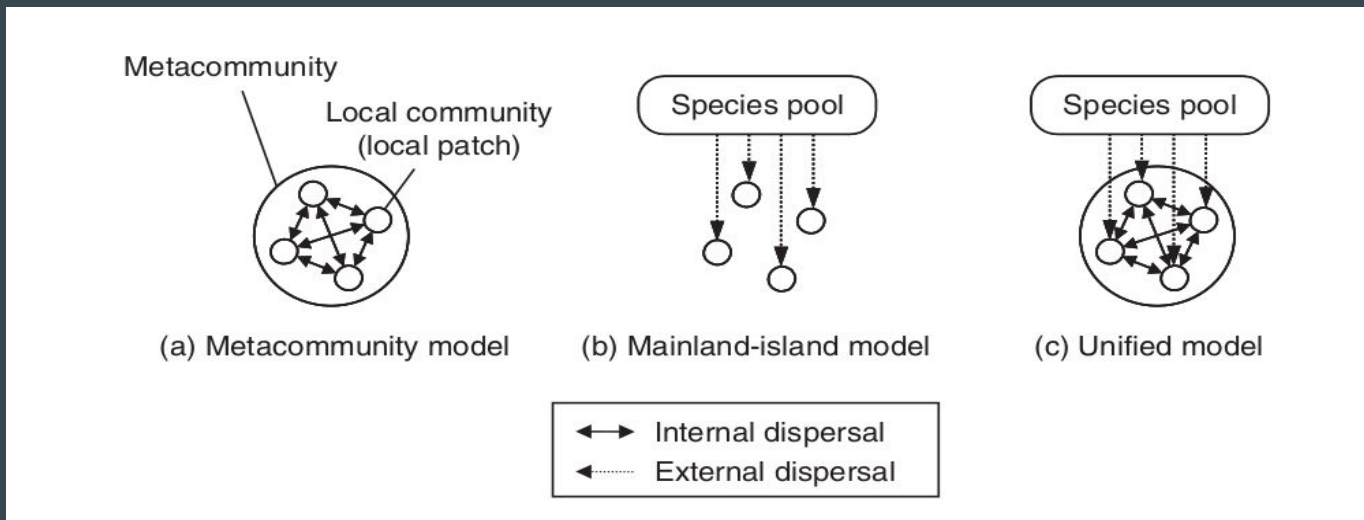 Metacommunity
Local community
(local patch)
Species pool
Species pool
(a) Metacommunity model
(b) Mainland-island model
(c) Unified model
Internal dispersal
External dispersal